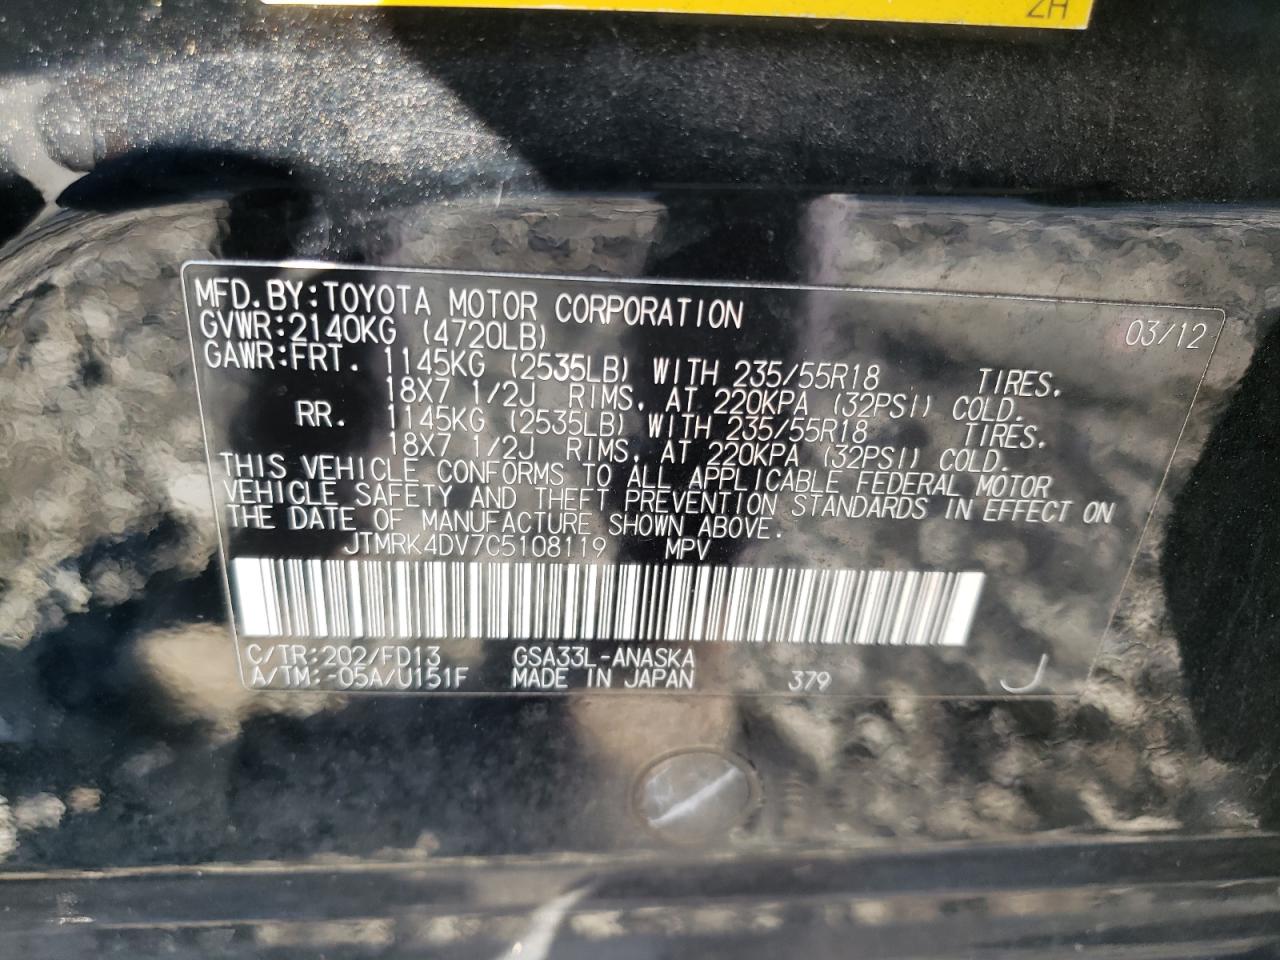 2H
MFD.BY:TOYOTA MOTOR CORPORATION 03/12
GVWR:2140KG (4720LB)
GAWR:FRT. 1145KG (2535LB) WITH 235/55R18 TIRES.
18X7 1/2J RIMS, AT 220KPA (32PSI) COLD.
RR. 1145KG (2535LB) WITH 235/55R18 TIRES,
18X7 1/2J RIMS, AT 220KPA (32PSI) COLD.
THIS VEHICLE CONFORMS TO ALL APPLICABLE FEDERAL MOTOR
VEHICLE SAFETY AND THEFT PREVENTION STANDARDS IN EFFECT ON
THE DATE OF MANUFACTURE SHOWN ABOVE.
JTMRK4DV7C5108119 MPV
C/TR:202/FD13 GSA33L-ANASKA
A/TM:-05A/U151F MADE IN JAPAN 379 J